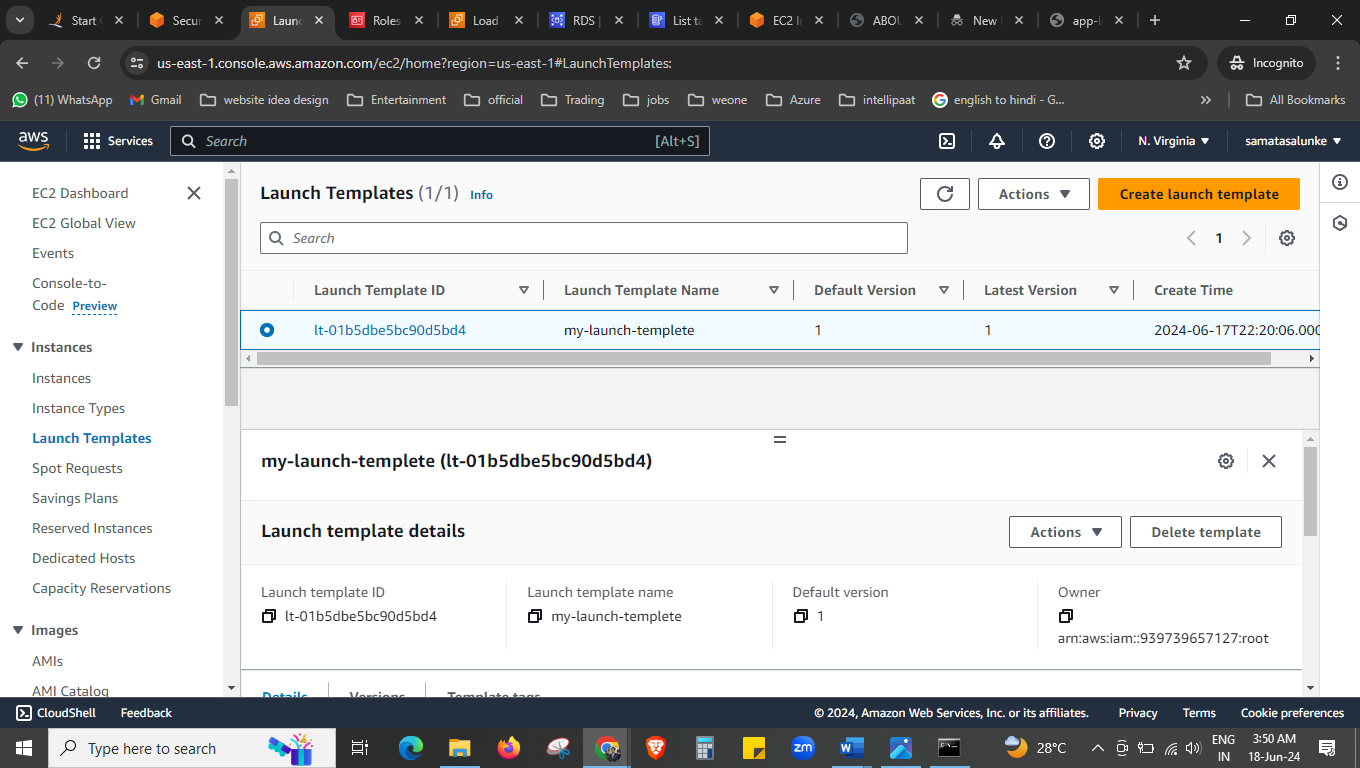 Start
Secur
Launc
Roles
Load
RDS |
List ta
EC2 In
ABOU
New
app-l
us-east-1.console.aws.amazon.com/ec2/home?region=us-east-1#LaunchTemplates:
Incognito
(11) WhatsApp
Gmail
website idea design
Entertainment
official
Trading
jobs
weone
Azure
intellipaat
english to hindi - G...
»
All Bookmarks
aws
Services
Search
[Alt+S]
N. Virginia
samatasalunke
EC2 Dashboard
EC2 Global View
Events
Console-to-
Code Preview
Instances
Instances
Instance Types
Launch Templates
Spot Requests
Savings Plans
Reserved Instances
Dedicated Hosts
Capacity Reservations
Images
AMIs
AMI Catalog
Launch Templates (1/1) Info
Actions
Create launch template
Search
1
Launch Template ID
Launch Template Name
Default Version
Latest Version
Create Time
lt-01b5dbe5bc90d5bd4
my-launch-templete
1
1
2024-06-17T22:20:06.000
my-launch-templete (lt-01b5dbe5bc90d5bd4)
Launch template details
Actions
Delete template
Launch template ID
lt-01b5dbe5bc90d5bd4
Launch template name
my-launch-templete
Default version
1
Owner
arn:aws:iam::939739657127:root
Details
Versions
Template tags
CloudShell
Feedback
© 2024, Amazon Web Services, Inc. or its affiliates.
Privacy
Terms
Cookie preferences
Type here to search
zm
28°C
ENG
IN
3:50 AM
18-Jun-24